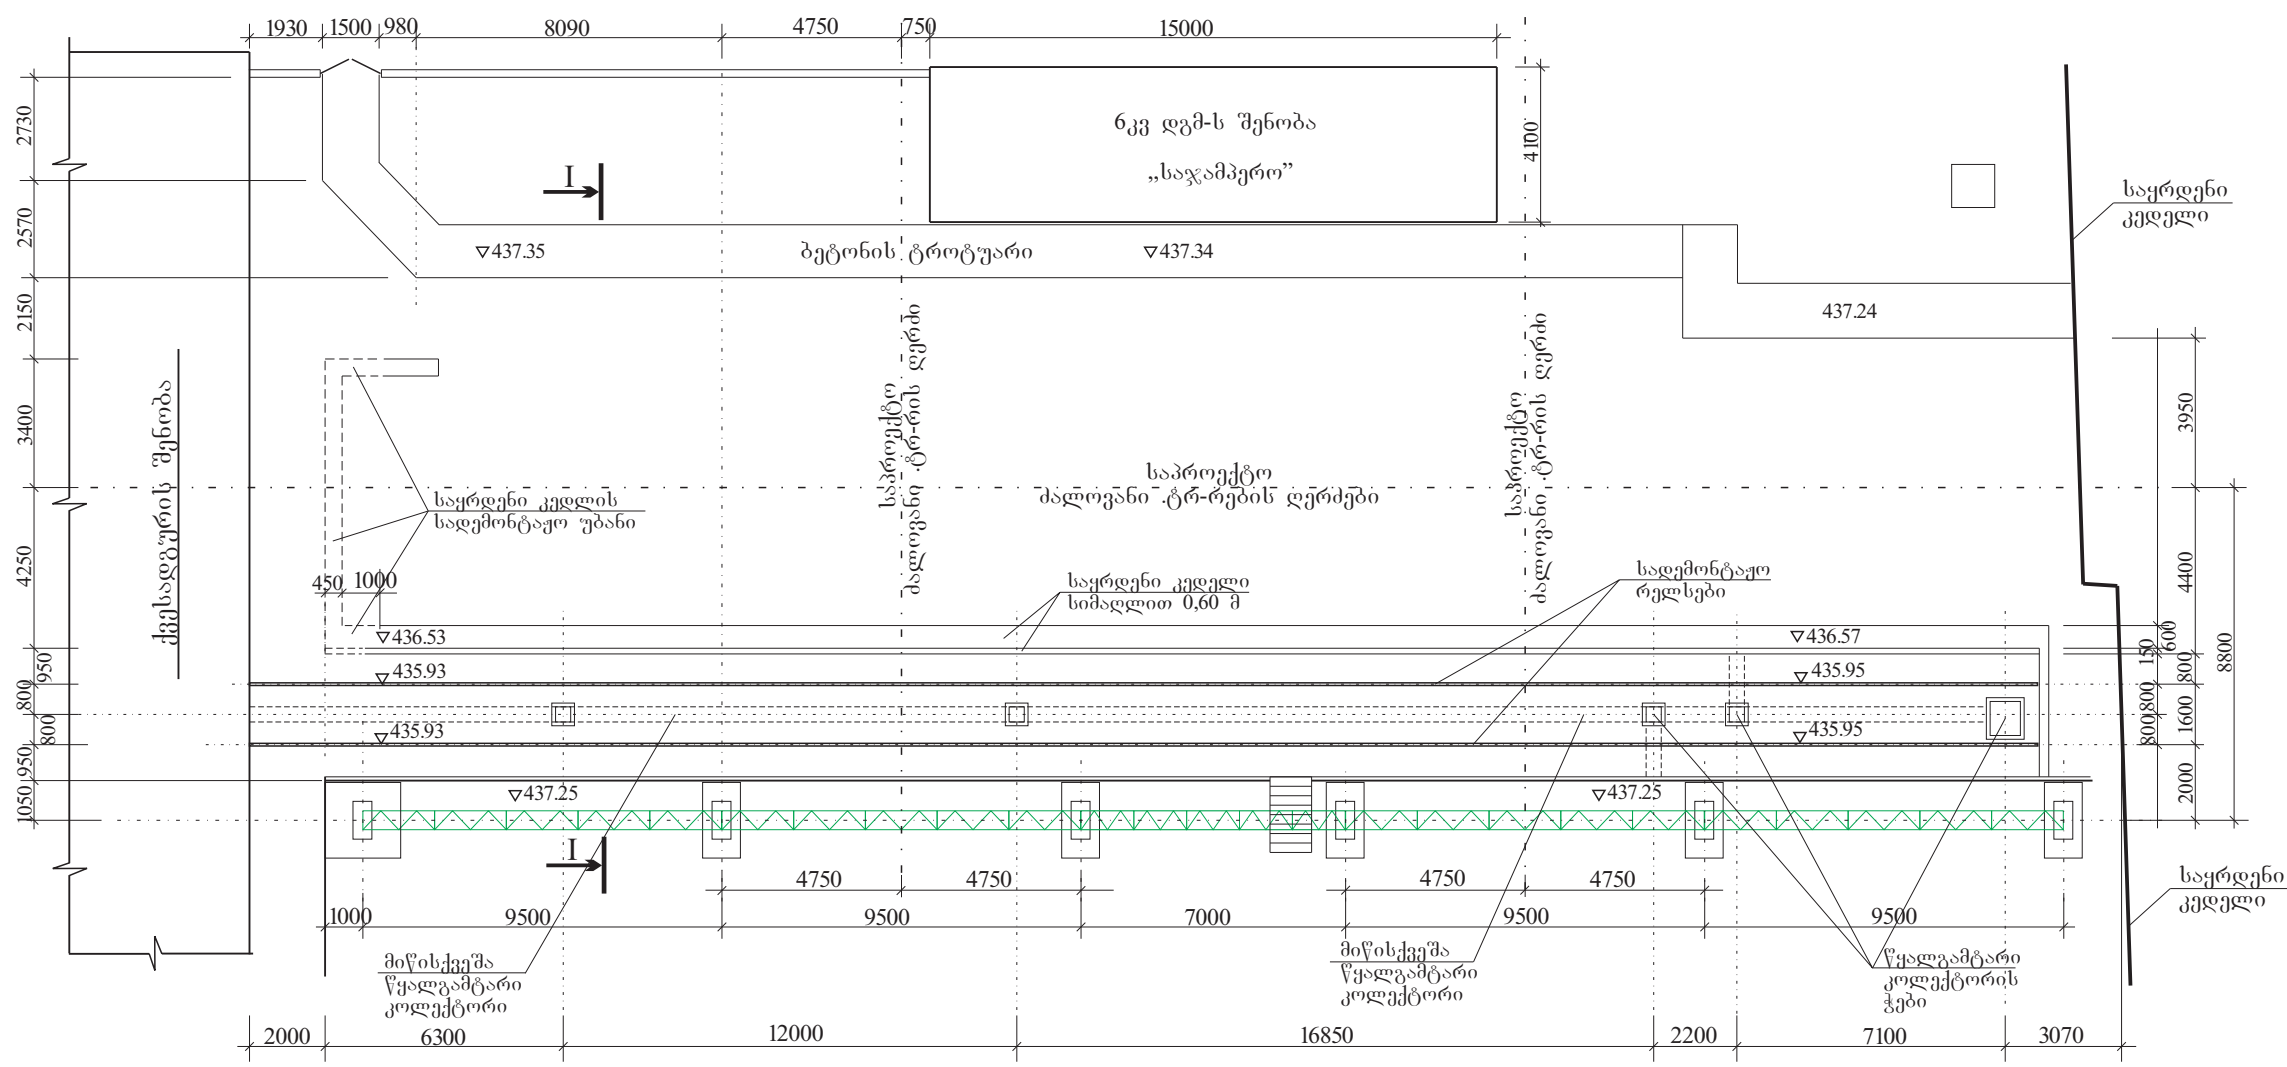 1930 1500 980 8090 4750 750 15000
2730
2570
2150
3400
4250
950
800
800
950
1050
6კვ დგმ-ს შენობა
„საჯამპერო”
4100
I
▽437.35
ბეტონის ტროტუარი
▽437.34
437.24
საყრდენი
კედელი
ქვესადგურის შენობა
საპროექტო
ძალოვანი .ტრ-რის ღერძი
საპროექტო
ძალოვანი .ტრ-რის ღერძი
საპროექტო
ძალოვანი .ტრ-რების ღერძები
საყრდენი კედლის
სადემონტაჟო უბანი
450 1000
საყრდენი კედელი
სიმაღლით 0,60 მ
სადემონტაჟო
რელსები
▽436.53
▽436.57
▽435.93
▽435.95
▽435.93
▽435.95
▽437.25
▽437.25
3950
4400
600
150
800
8800
800
1600
800
2000
I
4750 4750 4750 4750
1000 9500 9500 7000 9500 9500
მიწისქვეშა
წყალგამტარი
კოლექტორი
მიწისქვეშა
წყალგამტარი
კოლექტორი
წყალგამტარი
კოლექტორის
ჭები
საყრდენი
კედელი
2000 6300 12000 16850 2200 7100 3070